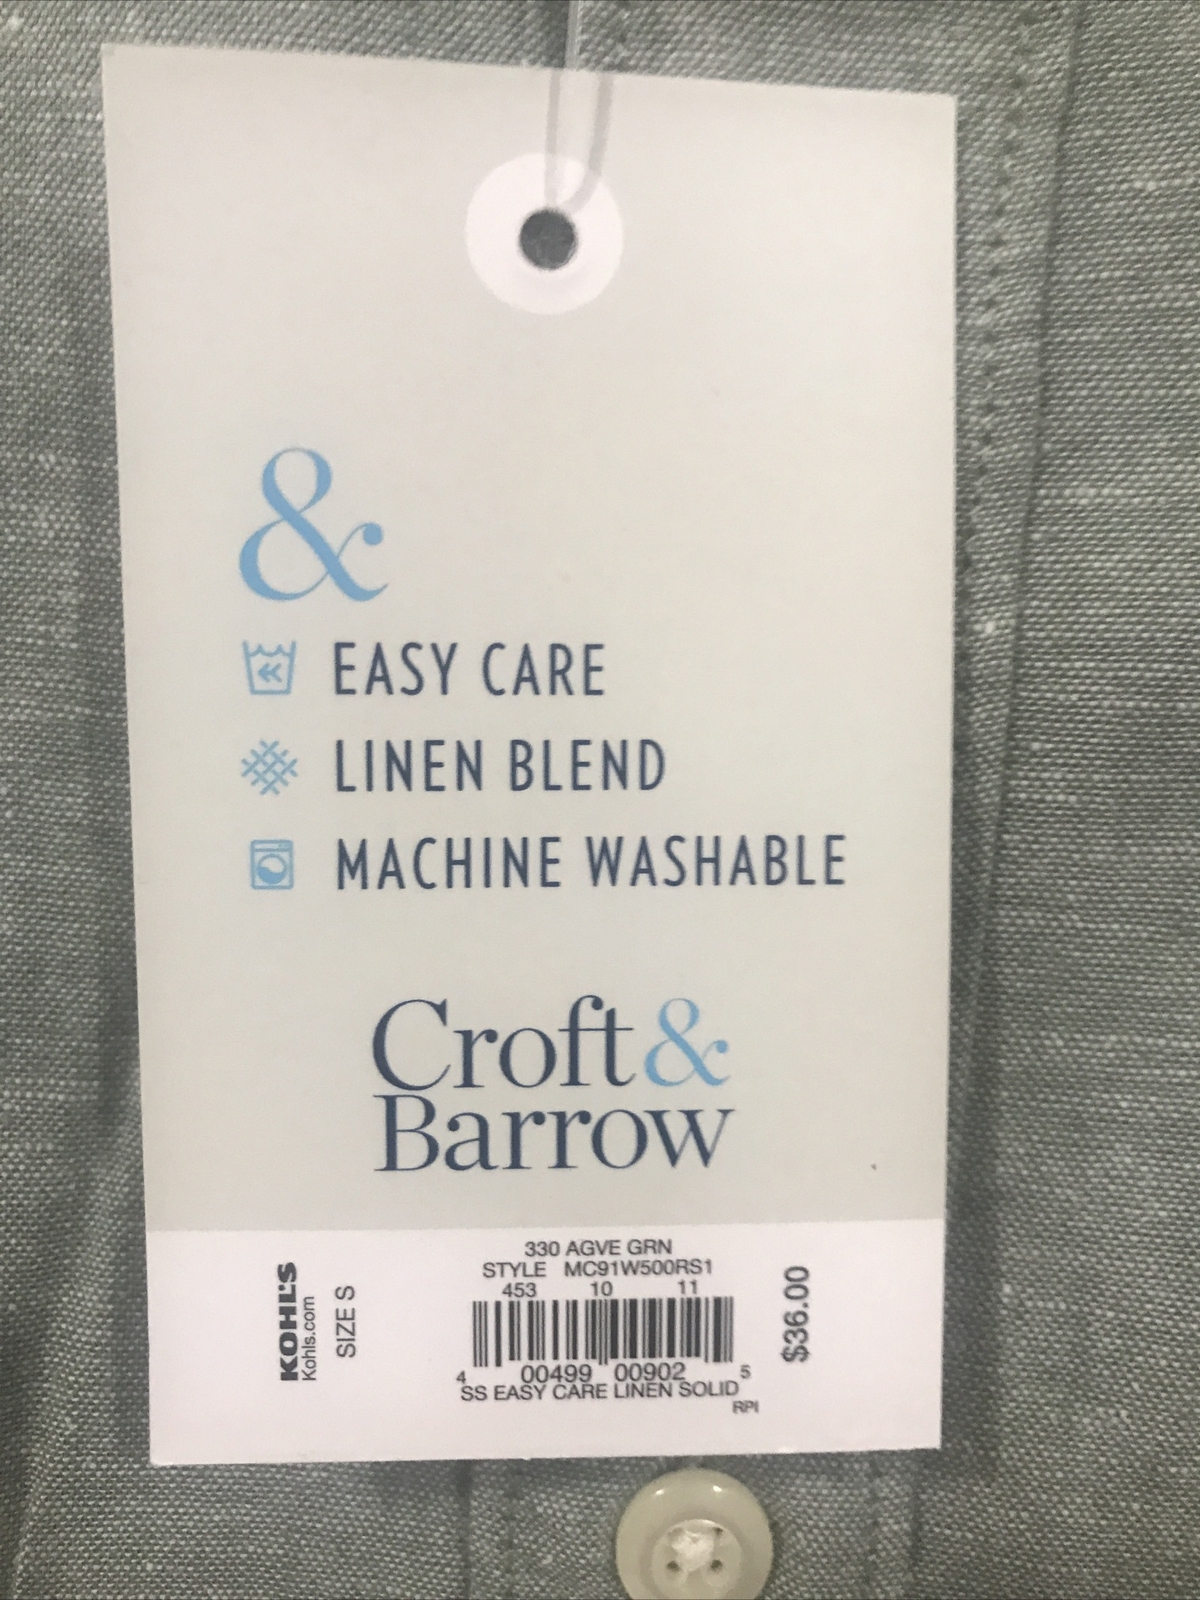 &
EASY CARE
LINEN BLEND
MACHINE WASHABLE
Croft&
Barrow
KOHL'S
Kohls.com
SIZE S
330 AGVE GRN
STYLE MC91W500RS1
453 10 11
4 00499 00902 5
SS EASY CARE LINEN SOLID
RPI
$36.00